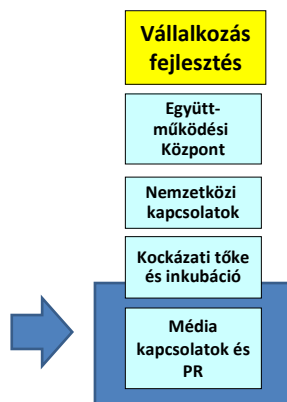 Vállalkozás
fejlesztés
Együtt-
működési
Központ
Nemzetközi
kapcsolatok
Kockázati tőke
és inkubáció
Média
kapcsolatok és
PR